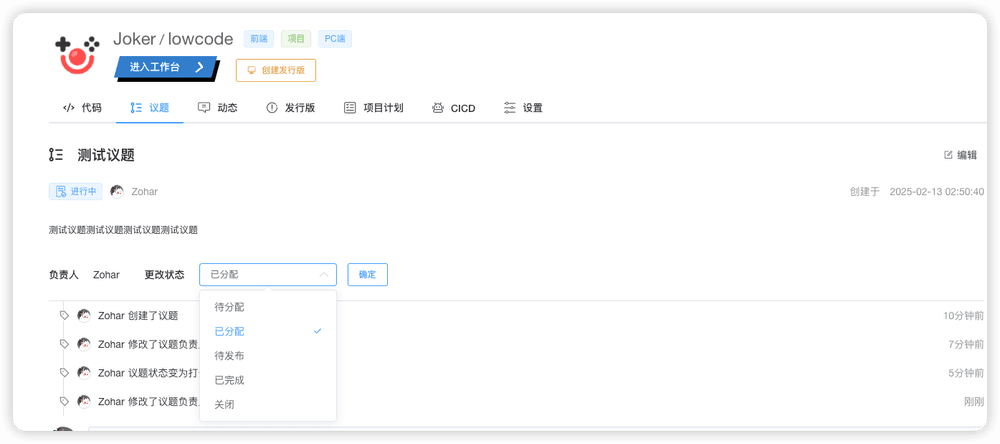 Joker / lowcode 前端 项目 PC端
进入工作台 创建发行版
代码 议题 动态 发行版 项目计划 CICD 设置
测试议题 编辑
进行中 Zohar 创建于 2025-02-13 02:50:40
测试议题测试议题测试议题测试议题
负责人 Zohar 更改状态 已分配 确定
待分配
已分配
待发布
已完成
关闭
Zohar 创建了议题 10分钟前
Zohar 修改了议题负责 7分钟前
Zohar 议题状态变为打 5分钟前
Zohar 修改了议题负责 刚刚